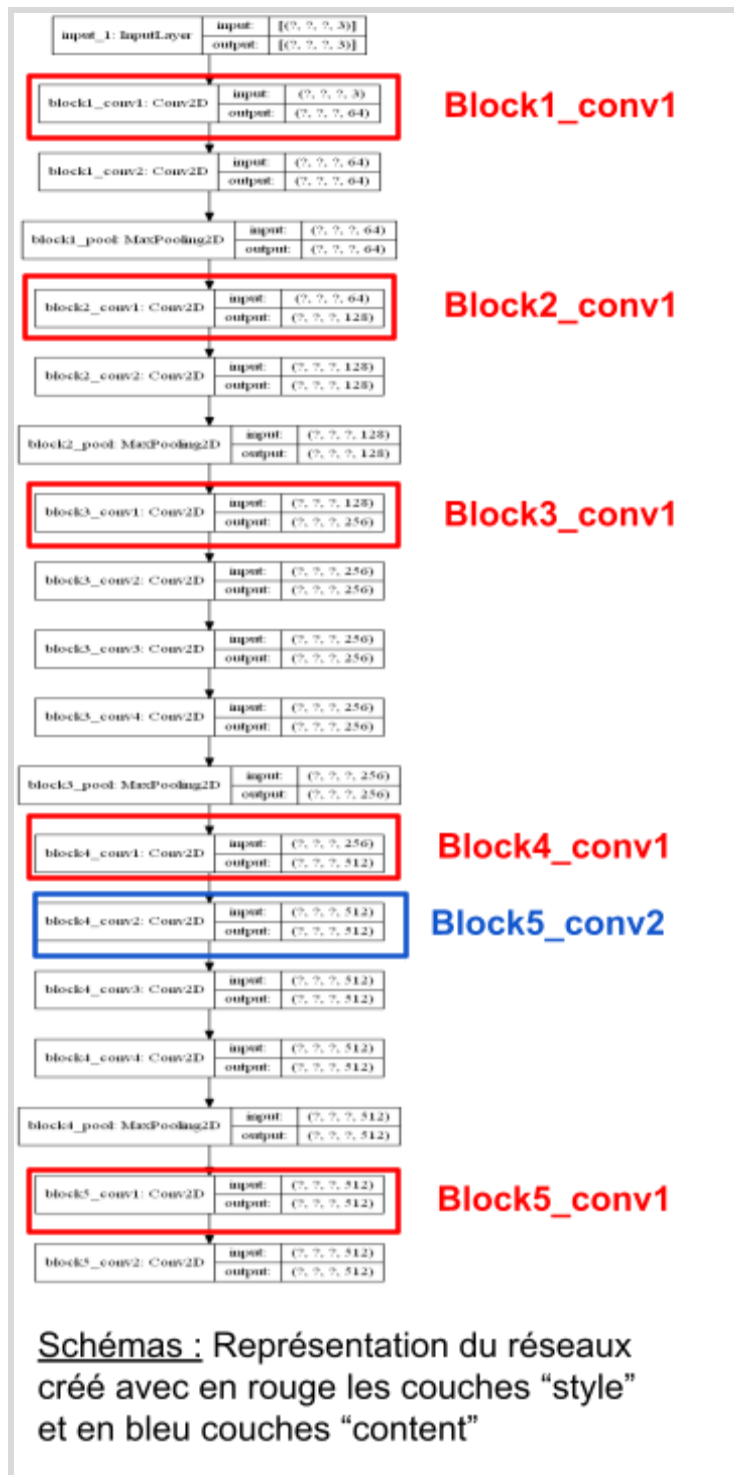 input_1: InputLayer input: [(?, ?, ?, 3)]
output: [(?, ?, ?, 3)]
block1_conv1: Conv2D input: (?, ?, ?, 3)
output: (?, ?, ?, 64)
Block1_conv1
block1_conv2: Conv2D input: (?, ?, ?, 64)
output: (?, ?, ?, 64)
block1_pool: MaxPooling2D input: (?, ?, ?, 64)
output: (?, ?, ?, 64)
block2_conv1: Conv2D input: (?, ?, ?, 64)
output: (?, ?, ?, 128)
Block2_conv1
block2_conv2: Conv2D input: (?, ?, ?, 128)
output: (?, ?, ?, 128)
block2_pool: MaxPooling2D input: (?, ?, ?, 128)
output: (?, ?, ?, 128)
block3_conv1: Conv2D input: (?, ?, ?, 128)
output: (?, ?, ?, 256)
Block3_conv1
block3_conv2: Conv2D input: (?, ?, ?, 256)
output: (?, ?, ?, 256)
block3_conv3: Conv2D input: (?, ?, ?, 256)
output: (?, ?, ?, 256)
block3_conv4: Conv2D input: (?, ?, ?, 256)
output: (?, ?, ?, 256)
block3_pool: MaxPooling2D input: (?, ?, ?, 256)
output: (?, ?, ?, 256)
block4_conv1: Conv2D input: (?, ?, ?, 256)
output: (?, ?, ?, 512)
Block4_conv1
block4_conv2: Conv2D input: (?, ?, ?, 512)
output: (?, ?, ?, 512)
Block5_conv2
block4_conv3: Conv2D input: (?, ?, ?, 512)
output: (?, ?, ?, 512)
block4_conv4: Conv2D input: (?, ?, ?, 512)
output: (?, ?, ?, 512)
block4_pool: MaxPooling2D input: (?, ?, ?, 512)
output: (?, ?, ?, 512)
block5_conv1: Conv2D input: (?, ?, ?, 512)
output: (?, ?, ?, 512)
Block5_conv1
block5_conv2: Conv2D input: (?, ?, ?, 512)
output: (?, ?, ?, 512)
Schémas : Représentation du réseaux
créé avec en rouge les couches “style”
et en bleu couches “content”